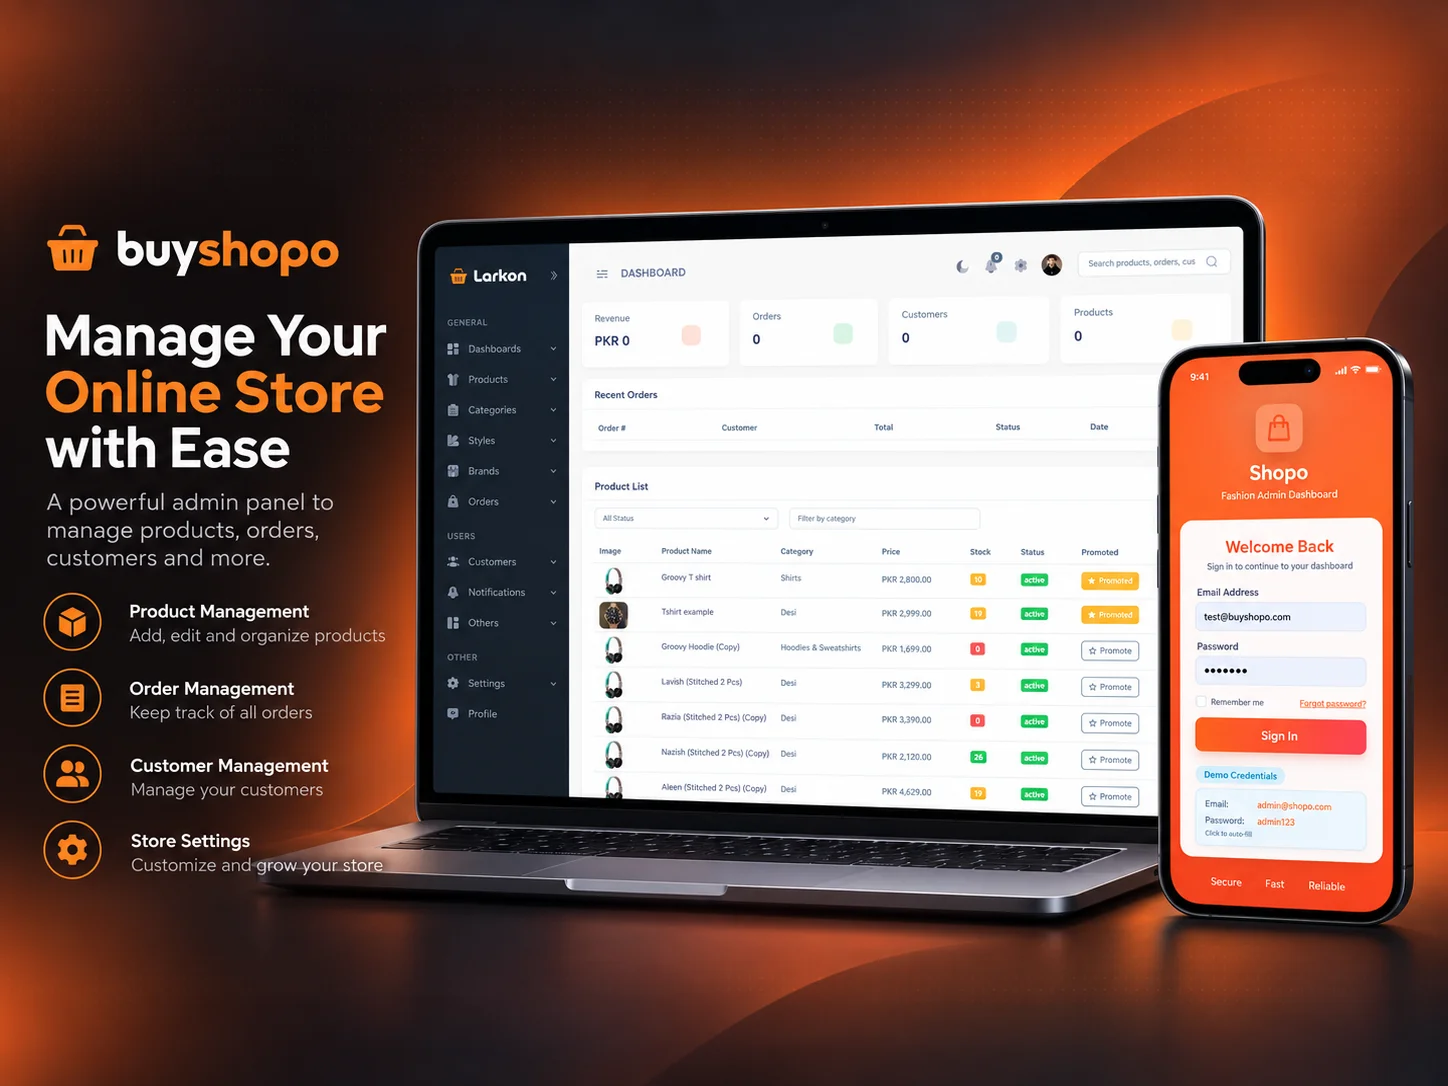 buyshopo
Manage Your
Online Store
with Ease
A powerful admin panel to
manage products, orders,
customers and more.
Product Management
Add, edit and organize products
Order Management
Keep track of all orders
Customer Management
Manage your customers
Store Settings
Customize and grow your store
Larkon
GENERAL
Dashboards
Products
Categories
Styles
Brands
Orders
USERS
Customers
Notifications
Others
OTHER
Settings
Profile
DASHBOARD
0
Search products, orders, cus
Revenue
PKR 0
Orders
0
Customers
0
Products
0
Recent Orders
Order # Customer Total Status Date
Product List
All Status Filter by category
Image Product Name Category Price Stock Status Promoted
Groovy T shirt Shirts PKR 2,800.00 10 active Promoted
Tshirt example Desi PKR 2,999.00 19 active Promoted
Groovy Hoodie (Copy) Hoodies & Sweatshirts PKR 1,699.00 0 active Promote
Lavish (Stitched 2 Pcs) Desi PKR 3,299.00 3 active Promote
Razia (Stitched 2 Pcs) (Copy) Desi PKR 3,390.00 0 active Promote
Nazish (Stitched 2 Pcs) (Copy) Desi PKR 2,120.00 26 active Promote
Aleen (Stitched 2 Pcs) (Copy) Desi PKR 4,629.00 19 active Promote
9:41
Shopo
Fashion Admin Dashboard
Welcome Back
Sign in to continue to your dashboard
Email Address
test@buyshopo.com
Password
•••••••
Remember me Forgot password?
Sign In
Demo Credentials
Email: admin@shopo.com
Password: admin123
Click to auto-fill
Secure Fast Reliable